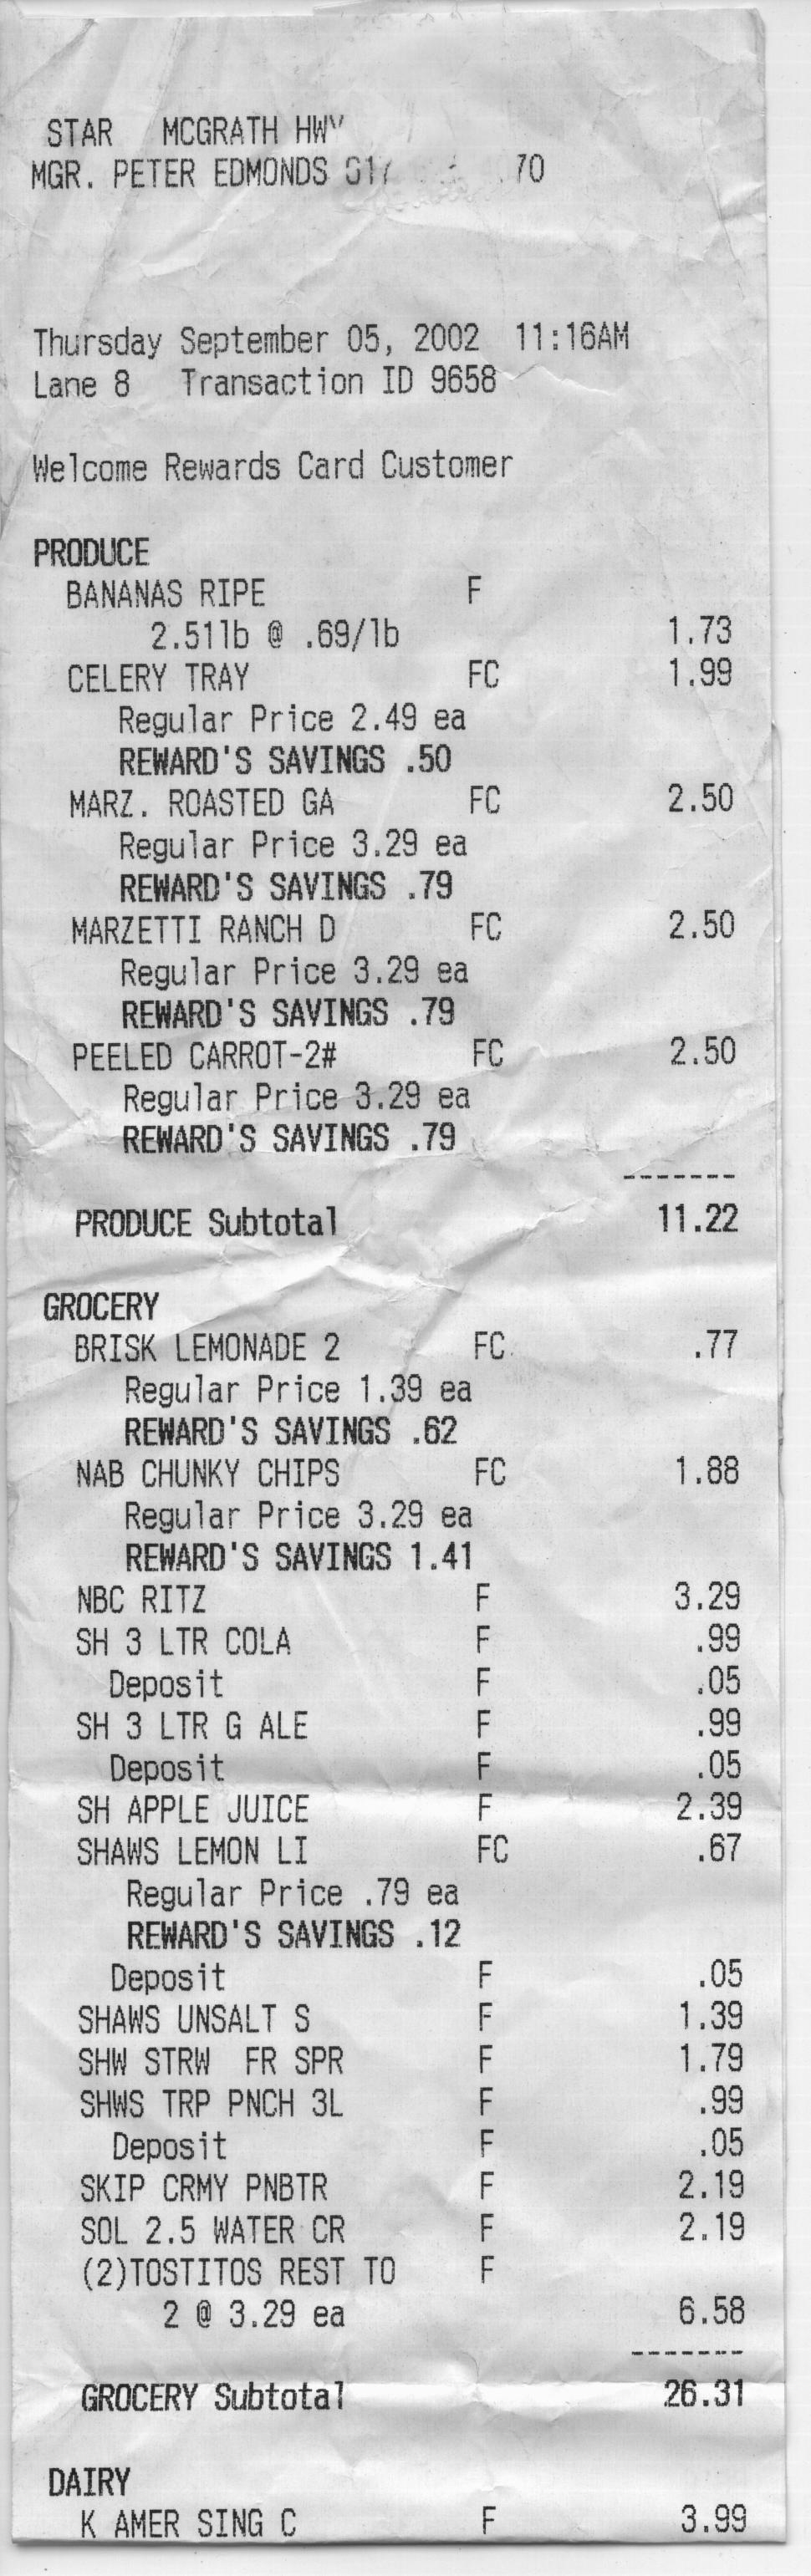 STAR MCGRATH HWY
MGR. PETER EDMONDS 617 70
Thursday September 05, 2002 11:16AM
Lane 8 Transaction ID 9658
Welcome Rewards Card Customer
PRODUCE
BANANAS RIPE F
2.51lb @ .69/lb 1.73
CELERY TRAY FC 1.99
Regular Price 2.49 ea
REWARD'S SAVINGS .50
MARZ. ROASTED GA FC 2.50
Regular Price 3.29 ea
REWARD'S SAVINGS .79
MARZETTI RANCH D FC 2.50
Regular Price 3.29 ea
REWARD'S SAVINGS .79
PEELED CARROT-2# FC 2.50
Regular Price 3.29 ea
REWARD'S SAVINGS .79
-------
PRODUCE Subtotal 11.22
GROCERY
BRISK LEMONADE 2 FC .77
Regular Price 1.39 ea
REWARD'S SAVINGS .62
NAB CHUNKY CHIPS FC 1.88
Regular Price 3.29 ea
REWARD'S SAVINGS 1.41
NBC RITZ F 3.29
SH 3 LTR COLA F .99
Deposit F .05
SH 3 LTR G ALE F .99
Deposit F .05
SH APPLE JUICE F 2.39
SHAWS LEMON LI FC .67
Regular Price .79 ea
REWARD'S SAVINGS .12
Deposit F .05
SHAWS UNSALT S F 1.39
SHW STRW FR SPR F 1.79
SHWS TRP PNCH 3L F .99
Deposit F .05
SKIP CRMY PNBTR F 2.19
SOL 2.5 WATER CR F 2.19
(2)TOSTITOS REST TO F
2 @ 3.29 ea 6.58
-------
GROCERY Subtotal 26.31
DAIRY
K AMER SING C F 3.99